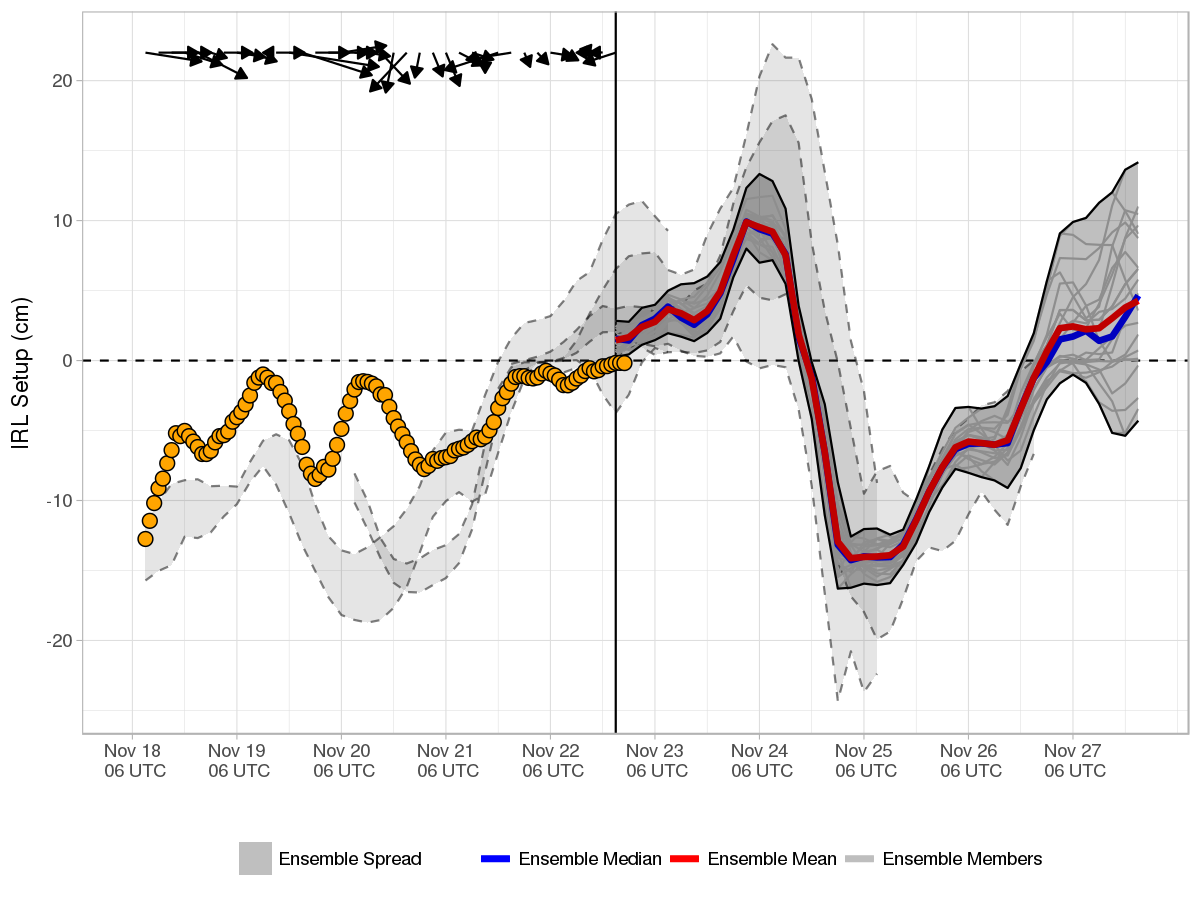 IRL Setup (cm)
20
10
0
-10
-20
Nov 18 Nov 19 Nov 20 Nov 21 Nov 22 Nov 23 Nov 24 Nov 25 Nov 26 Nov 27
06 UTC 06 UTC 06 UTC 06 UTC 06 UTC 06 UTC 06 UTC 06 UTC 06 UTC 06 UTC
Ensemble Spread Ensemble Median Ensemble Mean Ensemble Members